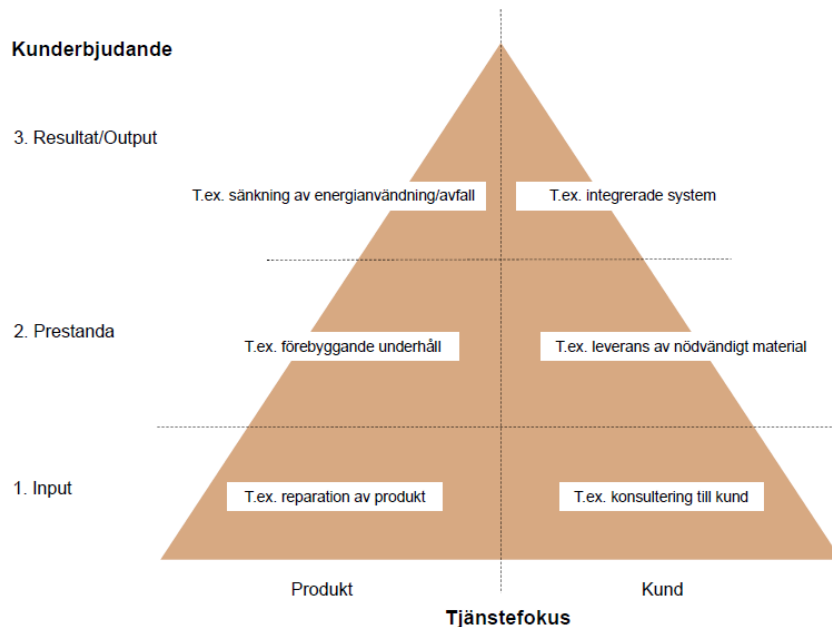 Kunderbjudande
3. Resultat/Output
T.ex. sänkning av energianvändning/avfall
T.ex. integrerade system
2. Prestanda
T.ex. förebyggande underhåll
T.ex. leverans av nödvändigt material
1. Input
T.ex. reparation av produkt
T.ex. konsultering till kund
Produkt
Kund
Tjänstefokus